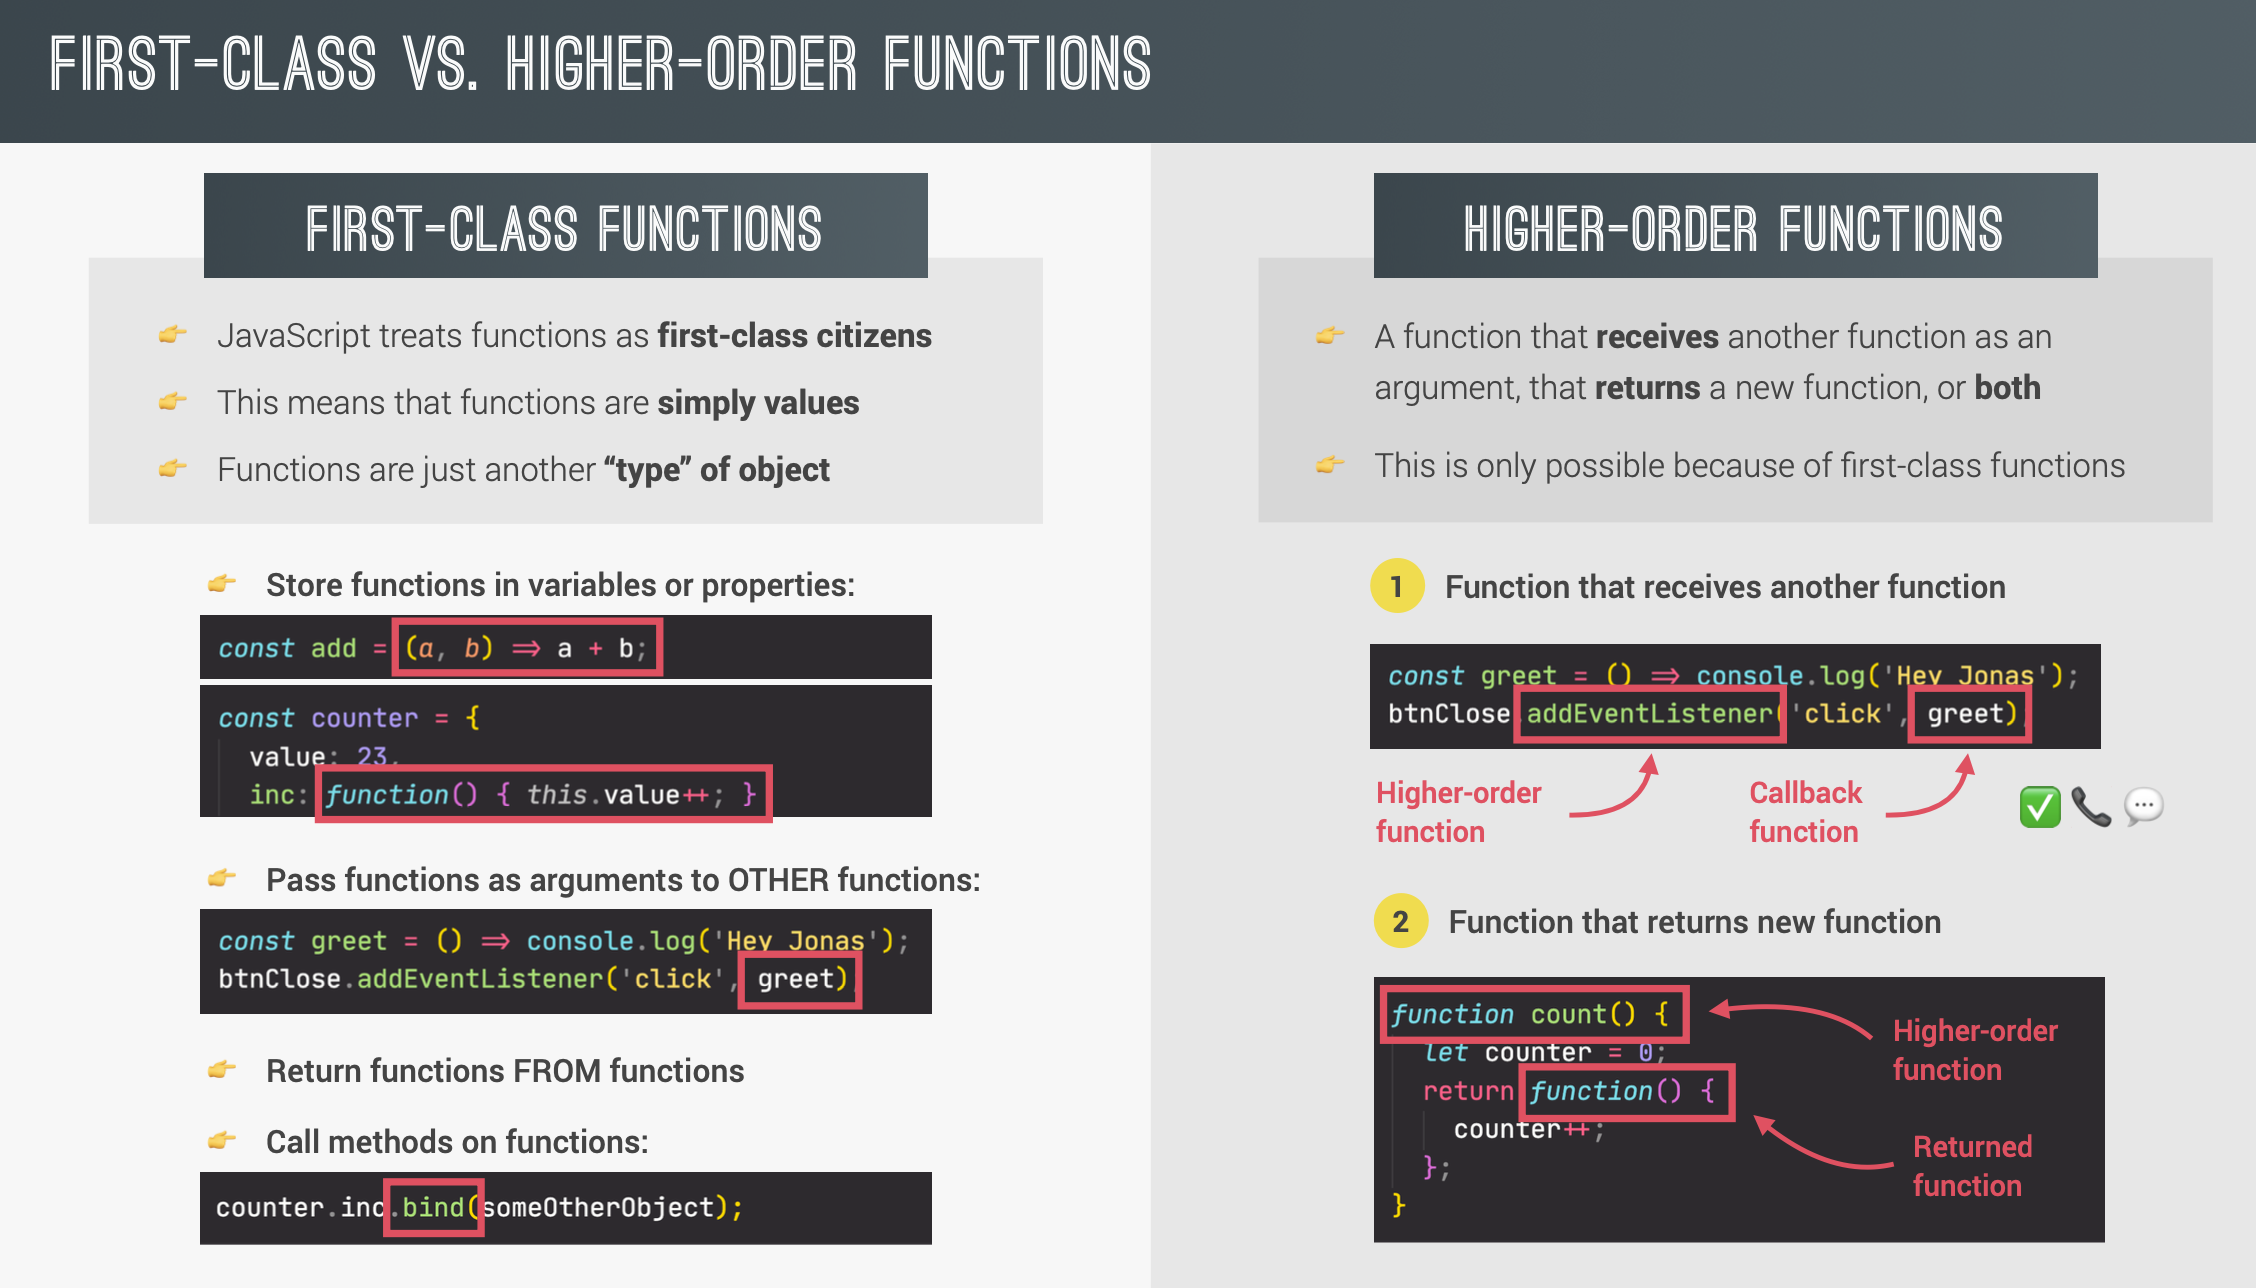 FIRST-CLASS VS. HIGHER-ORDER FUNCTIONS
FIRST-CLASS FUNCTIONS
JavaScript treats functions as first-class citizens
This means that functions are simply values
Functions are just another “type” of object
Store functions in variables or properties:
const add = (a, b) => a + b;
const counter = {
value: 23,
inc: function() { this.value++; }
Pass functions as arguments to OTHER functions:
const greet = () => console.log('Hey Jonas');
btnClose.addEventListener('click', greet)
Return functions FROM functions
Call methods on functions:
counter.inc.bind(someOtherObject);
HIGHER-ORDER FUNCTIONS
A function that receives another function as an
argument, that returns a new function, or both
This is only possible because of first-class functions
1 Function that receives another function
const greet = () => console.log('Hey Jonas');
btnClose.addEventListener('click', greet)
Higher-order
function
Callback
function
2 Function that returns new function
function count() {
let counter = 0;
return function() {
counter++;
};
}
Higher-order
function
Returned
function